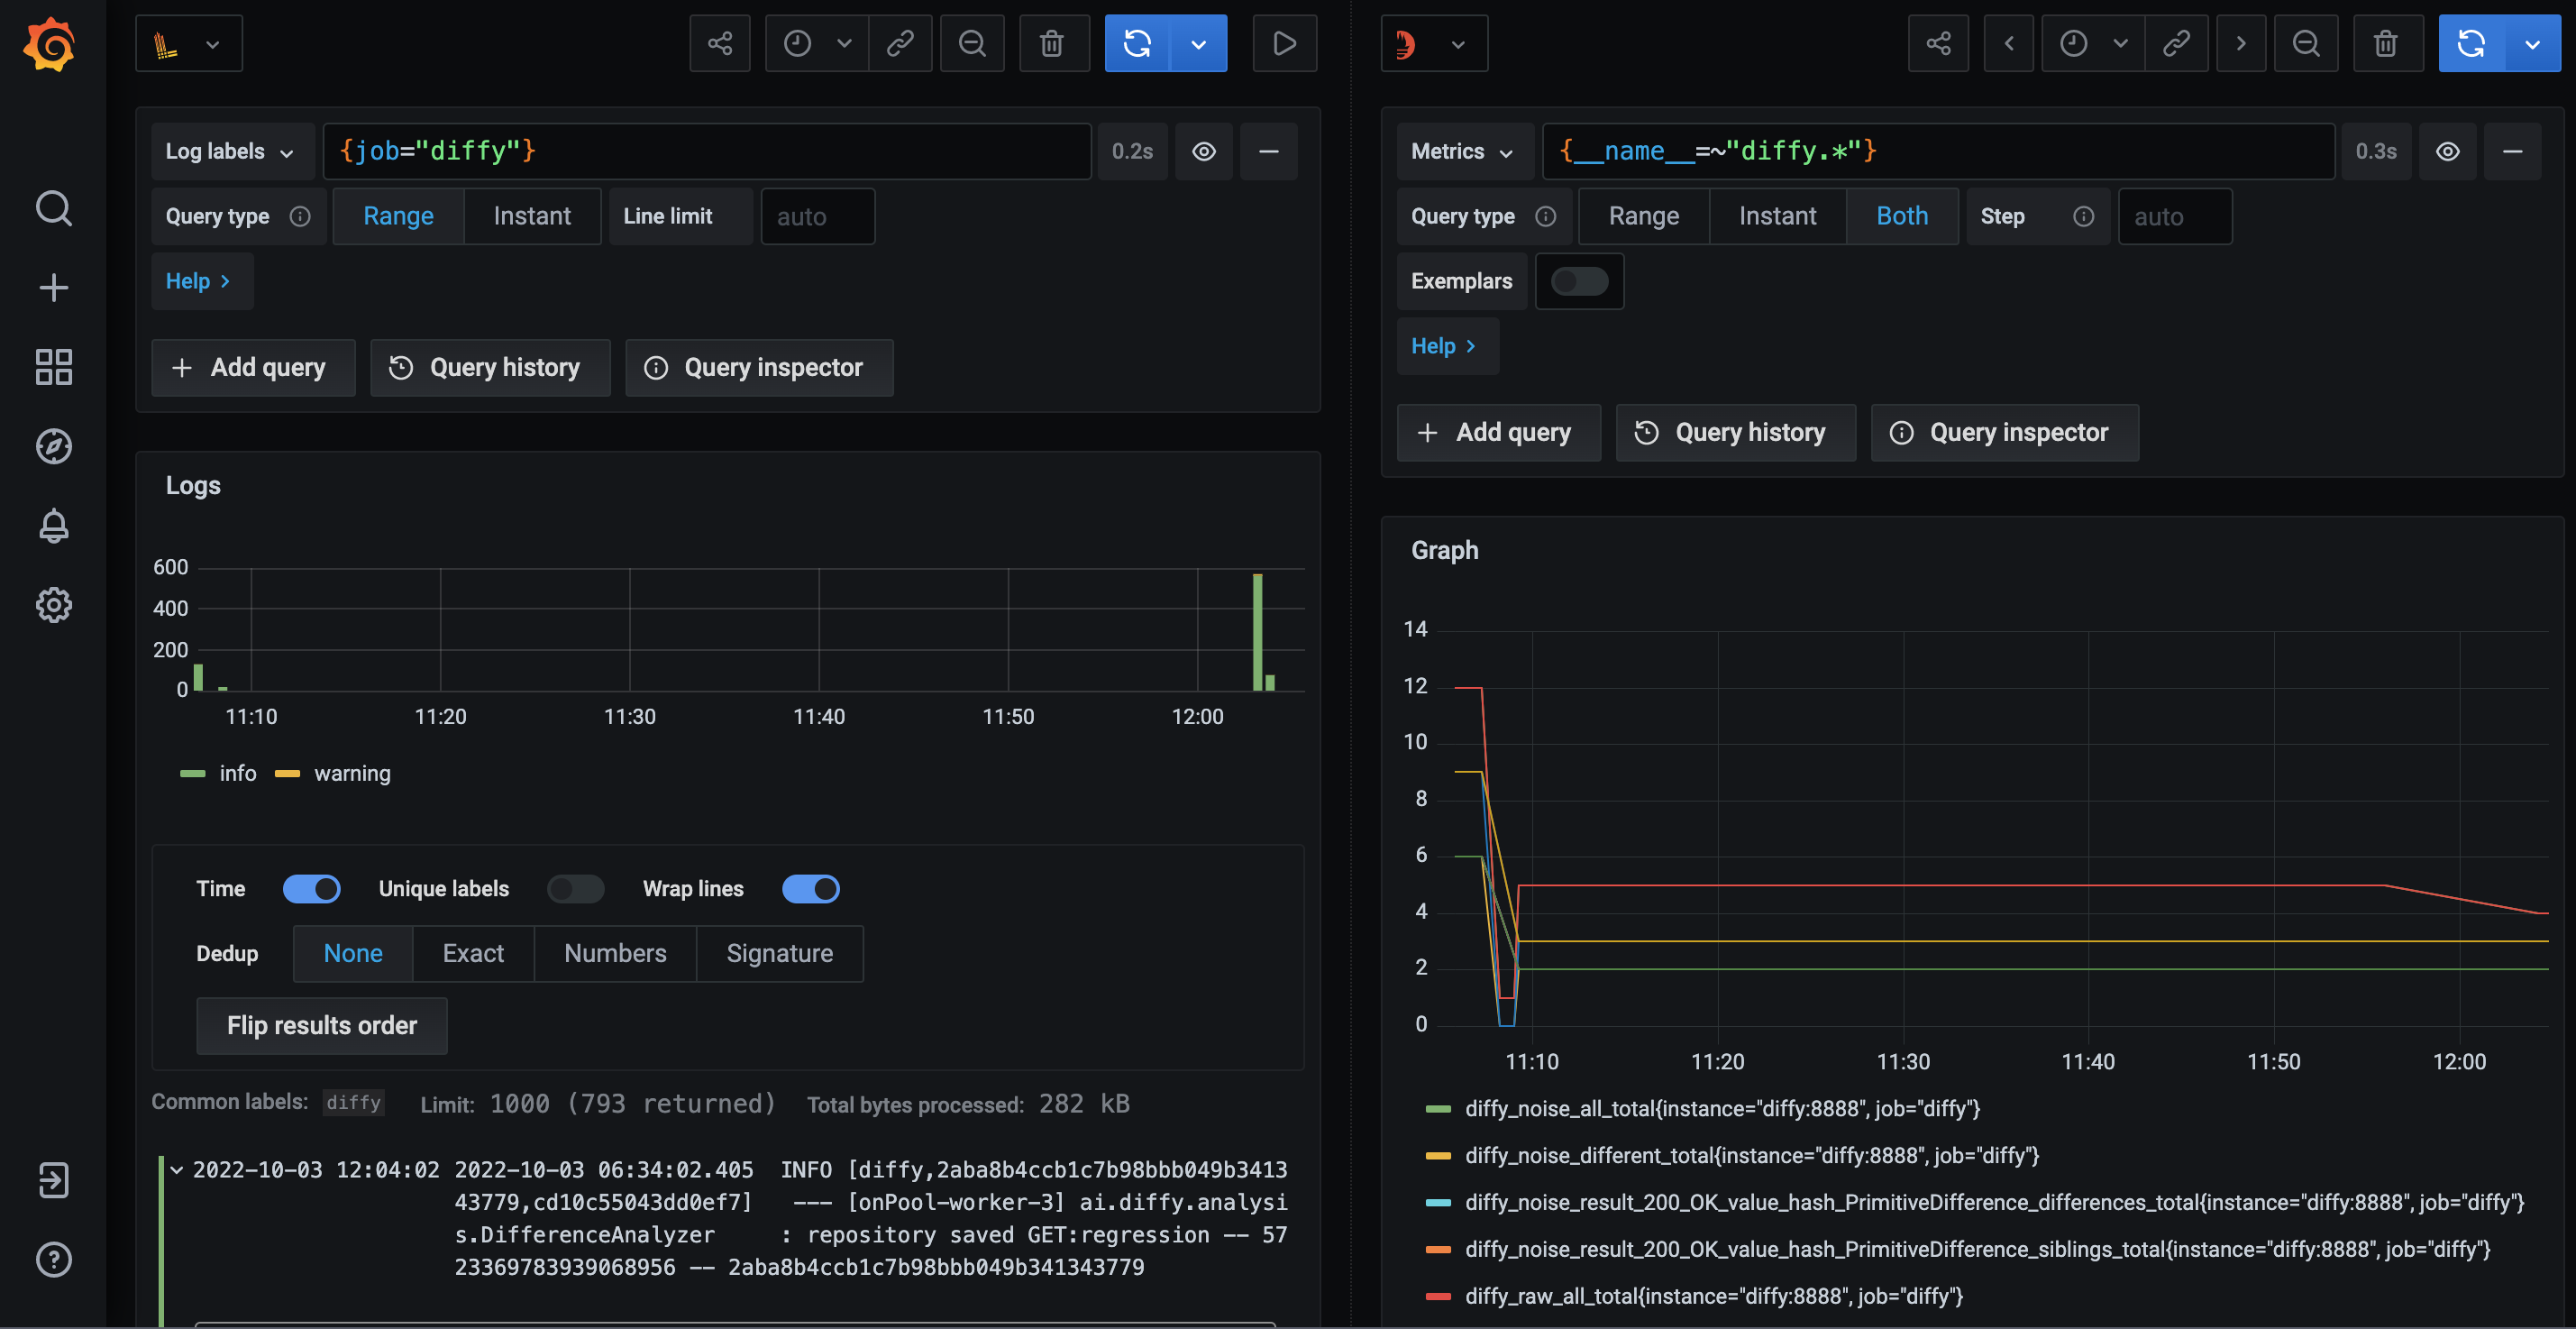 Log labels
{job="diffy"}
0.2s
Query type
Range
Instant
Line limit
auto
Help
Add query
Query history
Query inspector
Logs
600
400
200
0
11:10
11:20
11:30
11:40
11:50
12:00
info
warning
Time
Unique labels
Wrap lines
Dedup
None
Exact
Numbers
Signature
Flip results order
Common labels: diffy Limit: 1000 (793 returned) Total bytes processed: 282 kB
2022-10-03 12:04:02 2022-10-03 06:34:02.405  INFO [diffy,2aba8b4ccb1c7b98bbb049b3413
43779,cd10c55043dd0ef7]   --- [onPool-worker-3] ai.diffy.analysi
s.DifferenceAnalyzer     : repository saved GET:regression -- 57
23369783939068956 -- 2aba8b4ccb1c7b98bbb049b341343779
Metrics
{__name__=~"diffy.*"}
0.3s
Query type
Range
Instant
Both
Step
auto
Exemplars
Help
Add query
Query history
Query inspector
Graph
14
12
10
8
6
4
2
0
11:10
11:20
11:30
11:40
11:50
12:00
diffy_noise_all_total{instance="diffy:8888", job="diffy"}
diffy_noise_different_total{instance="diffy:8888", job="diffy"}
diffy_noise_result_200_OK_value_hash_PrimitiveDifference_differences_total{instance="diffy:8888", job="diffy"}
diffy_noise_result_200_OK_value_hash_PrimitiveDifference_siblings_total{instance="diffy:8888", job="diffy"}
diffy_raw_all_total{instance="diffy:8888", job="diffy"}